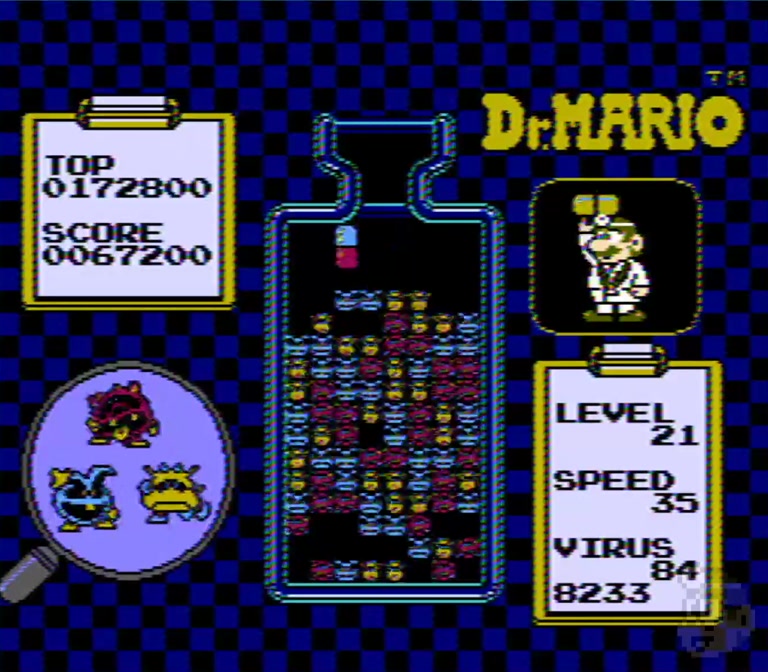 TM
Dr. MARIO
TOP
0172800
SCORE
0067200
LEVEL
21
SPEED
35
VIRUS
84
8233